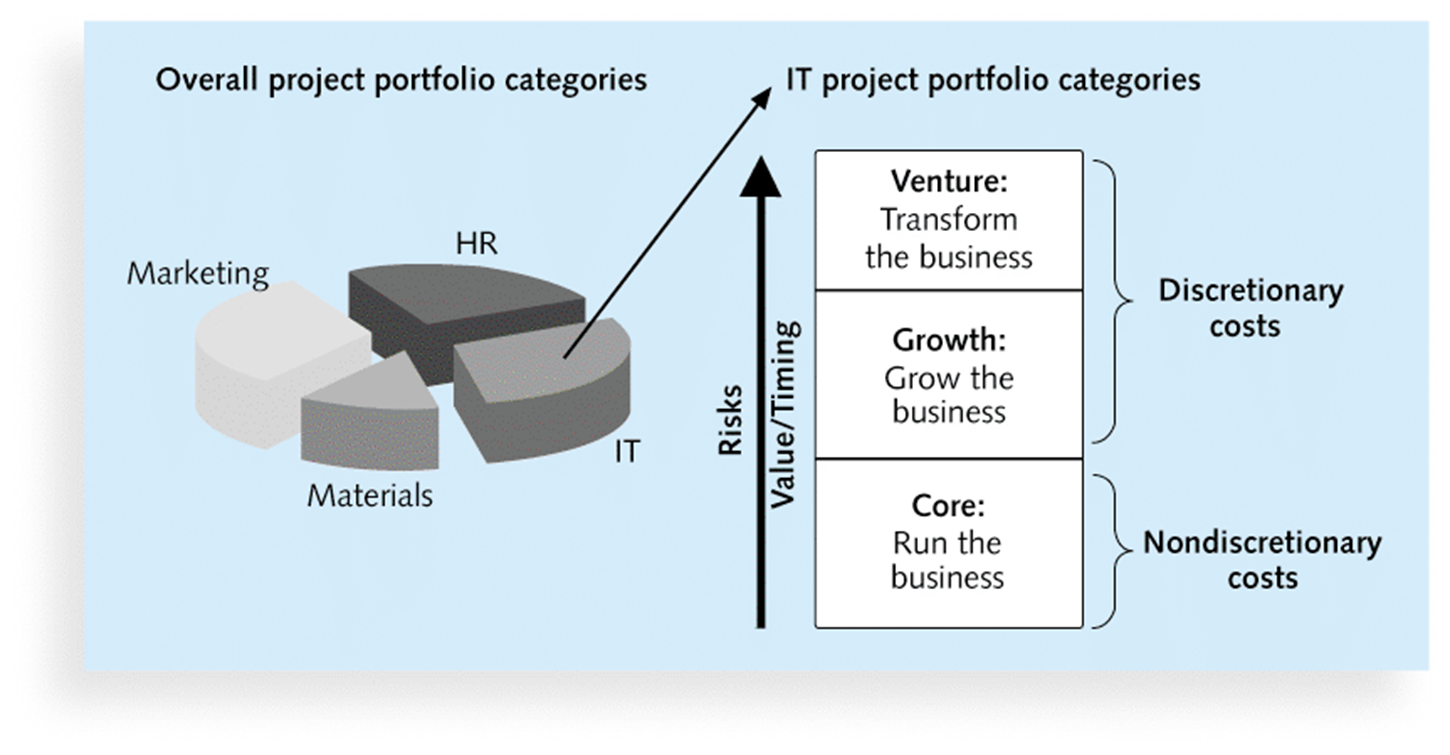 Overall project portfolio categories
IT project portfolio categories
Marketing
HR
IT
Materials
Risks
Value/Timing
Venture:
Transform
the business
Growth:
Grow the
business
Core:
Run the
business
Discretionary
costs
Nondiscretionary
costs